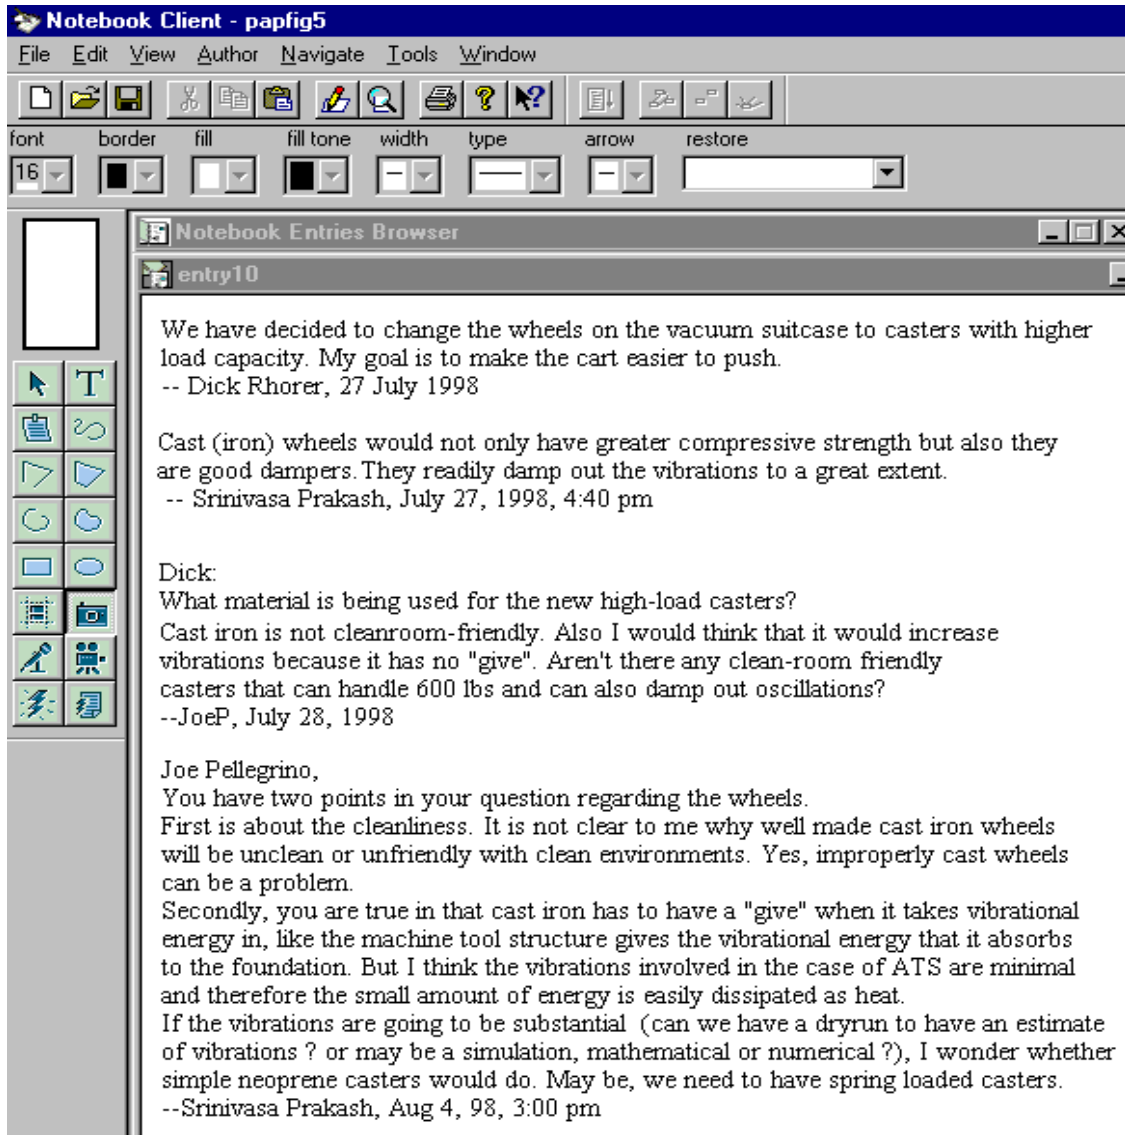 Notebook Client - papfig5
File Edit View Author Navigate Tools Window
font border fill fill tone width type arrow restore
16
Notebook Entries Browser
entry10
We have decided to change the wheels on the vacuum suitcase to casters with higher
load capacity. My goal is to make the cart easier to push.
-- Dick Rhorer, 27 July 1998
Cast (iron) wheels would not only have greater compressive strength but also they
are good dampers. They readily damp out the vibrations to a great extent.
-- Srinivasa Prakash, July 27, 1998, 4:40 pm
Dick:
What material is being used for the new high-load casters?
Cast iron is not cleanroom-friendly. Also I would think that it would increase
vibrations because it has no "give". Aren't there any clean-room friendly
casters that can handle 600 lbs and can also damp out oscillations?
--JoeP, July 28, 1998
Joe Pellegrino,
You have two points in your question regarding the wheels.
First is about the cleanliness. It is not clear to me why well made cast iron wheels
will be unclean or unfriendly with clean environments. Yes, improperly cast wheels
can be a problem.
Secondly, you are true in that cast iron has to have a "give" when it takes vibrational
energy in, like the machine tool structure gives the vibrational energy that it absorbs
to the foundation. But I think the vibrations involved in the case of ATS are minimal
and therefore the small amount of energy is easily dissipated as heat.
If the vibrations are going to be substantial (can we have a dryrun to have an estimate
of vibrations ? or may be a simulation, mathematical or numerical ?), I wonder whether
simple neoprene casters would do. May be, we need to have spring loaded casters.
--Srinivasa Prakash, Aug 4, 98, 3:00 pm